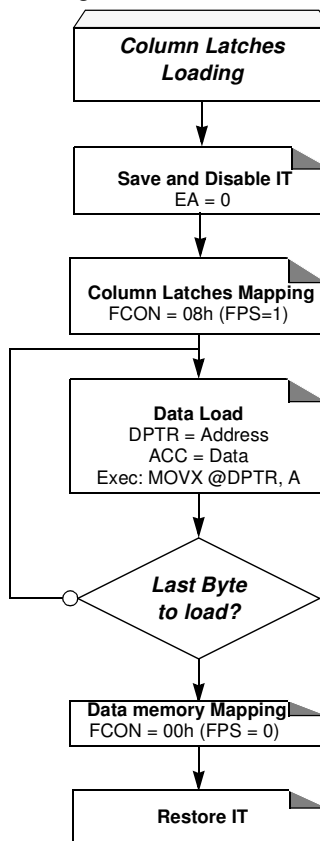 Column Latches
Loading
Save and Disable IT
EA = 0
Column Latches Mapping
FCON = 08h (FPS=1)
Data Load
DPTR = Address
ACC = Data
Exec: MOVX @DPTR, A
Last Byte
to load?
Data memory Mapping
FCON = 00h (FPS = 0)
Restore IT